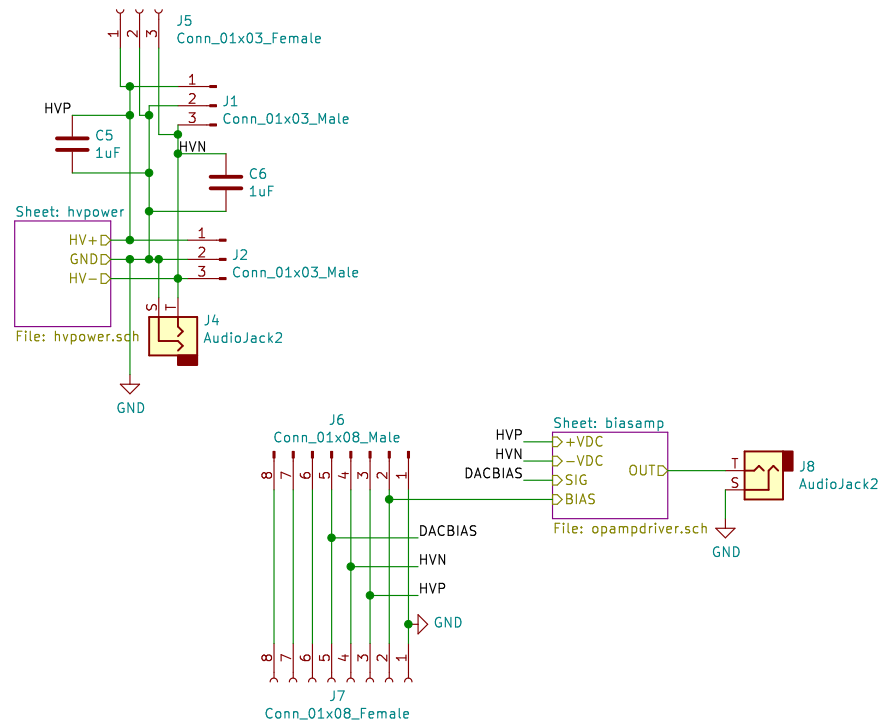 J5
Conn_01x03_Female
1
2
3
1
2
3
J1
Conn_01x03_Male
HVP
C5
1uF
HVN
C6
1uF
Sheet: hvpower
HV+
GND
HV-
1
2
3
J2
Conn_01x03_Male
File: hvpower.sch
S
T
J4
AudioJack2
GND
J6
Conn_01x08_Male
8
7
6
5
4
3
2
1
DACBIAS
HVN
HVP
GND
8
7
6
5
4
3
2
1
J7
Conn_01x08_Female
Sheet: biasamp
HVP
HVN
DACBIAS
+VDC
-VDC
SIG
BIAS
OUT
File: opampdriver.sch
T
S
J8
AudioJack2
GND